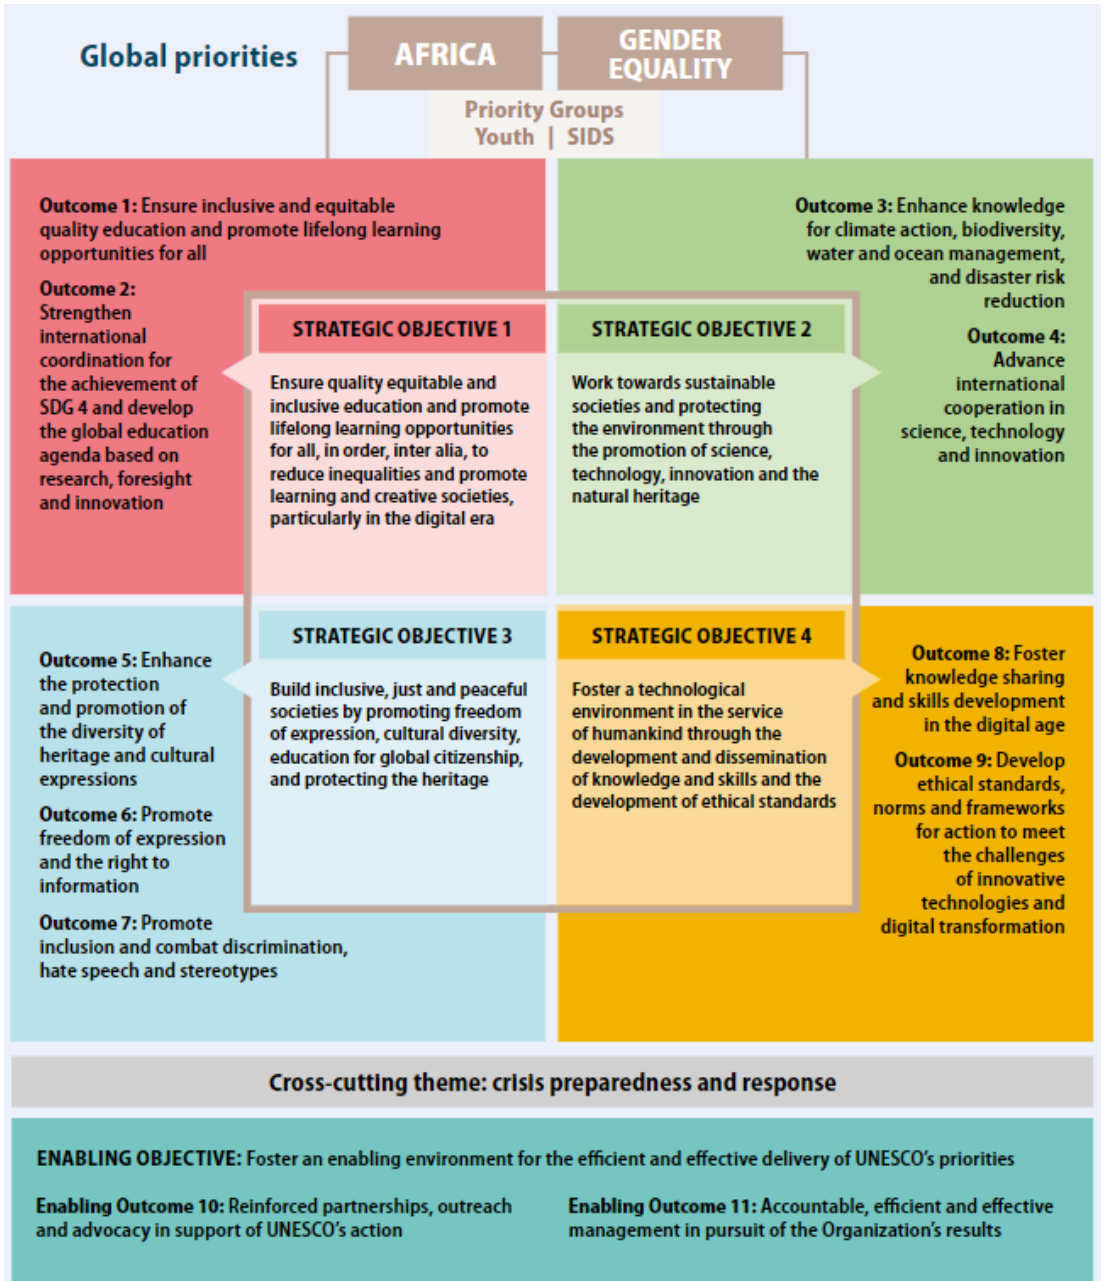 Global priorities
AFRICA
GENDER
EQUALITY
Priority Groups
Youth | SIDS
Outcome 1: Ensure inclusive and equitable
quality education and promote lifelong learning
opportunities for all
Outcome 2:
Strengthen
international
coordination for
the achievement of
SDG 4 and develop
the global education
agenda based on
research, foresight
and innovation
STRATEGIC OBJECTIVE 1
Ensure quality equitable and
inclusive education and promote
lifelong learning opportunities
for all, in order, inter alia, to
reduce inequalities and promote
learning and creative societies,
particularly in the digital era
Outcome 3: Enhance knowledge
for climate action, biodiversity,
water and ocean management,
and disaster risk
reduction
Outcome 4:
Advance
international
cooperation in
science, technology
and innovation
STRATEGIC OBJECTIVE 2
Work towards sustainable
societies and protecting
the environment through
the promotion of science,
technology, innovation and the
natural heritage
Outcome 5: Enhance
the protection
and promotion of
the diversity of
heritage and cultural
expressions
Outcome 6: Promote
freedom of expression
and the right to
information
Outcome 7: Promote
inclusion and combat discrimination,
hate speech and stereotypes
STRATEGIC OBJECTIVE 3
Build inclusive, just and peaceful
societies by promoting freedom
of expression, cultural diversity,
education for global citizenship,
and protecting the heritage
STRATEGIC OBJECTIVE 4
Foster a technological
environment in the service
of humankind through the
development and dissemination
of knowledge and skills and the
development of ethical standards
Outcome 8: Foster
knowledge sharing
and skills development
in the digital age
Outcome 9: Develop
ethical standards,
norms and frameworks
for action to meet
the challenges
of innovative
technologies and
digital transformation
Cross-cutting theme: crisis preparedness and response
ENABLING OBJECTIVE: Foster an enabling environment for the efficient and effective delivery of UNESCO's priorities
Enabling Outcome 10: Reinforced partnerships, outreach
and advocacy in support of UNESCO's action
Enabling Outcome 11: Accountable, efficient and effective
management in pursuit of the Organization's results